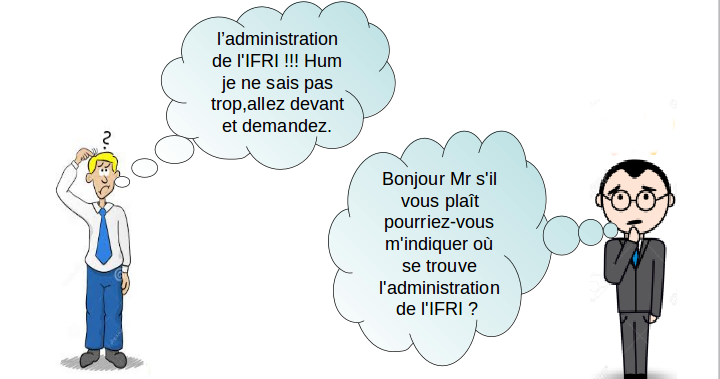 l'administration
de l'IFRI !!! Hum
je ne sais pas
trop,allez devant
et demandez.
?
Bonjour Mr s'il
vous plaît
pourriez-vous
m'indiquer où
se trouve
l'administration
de l'IFRI ?